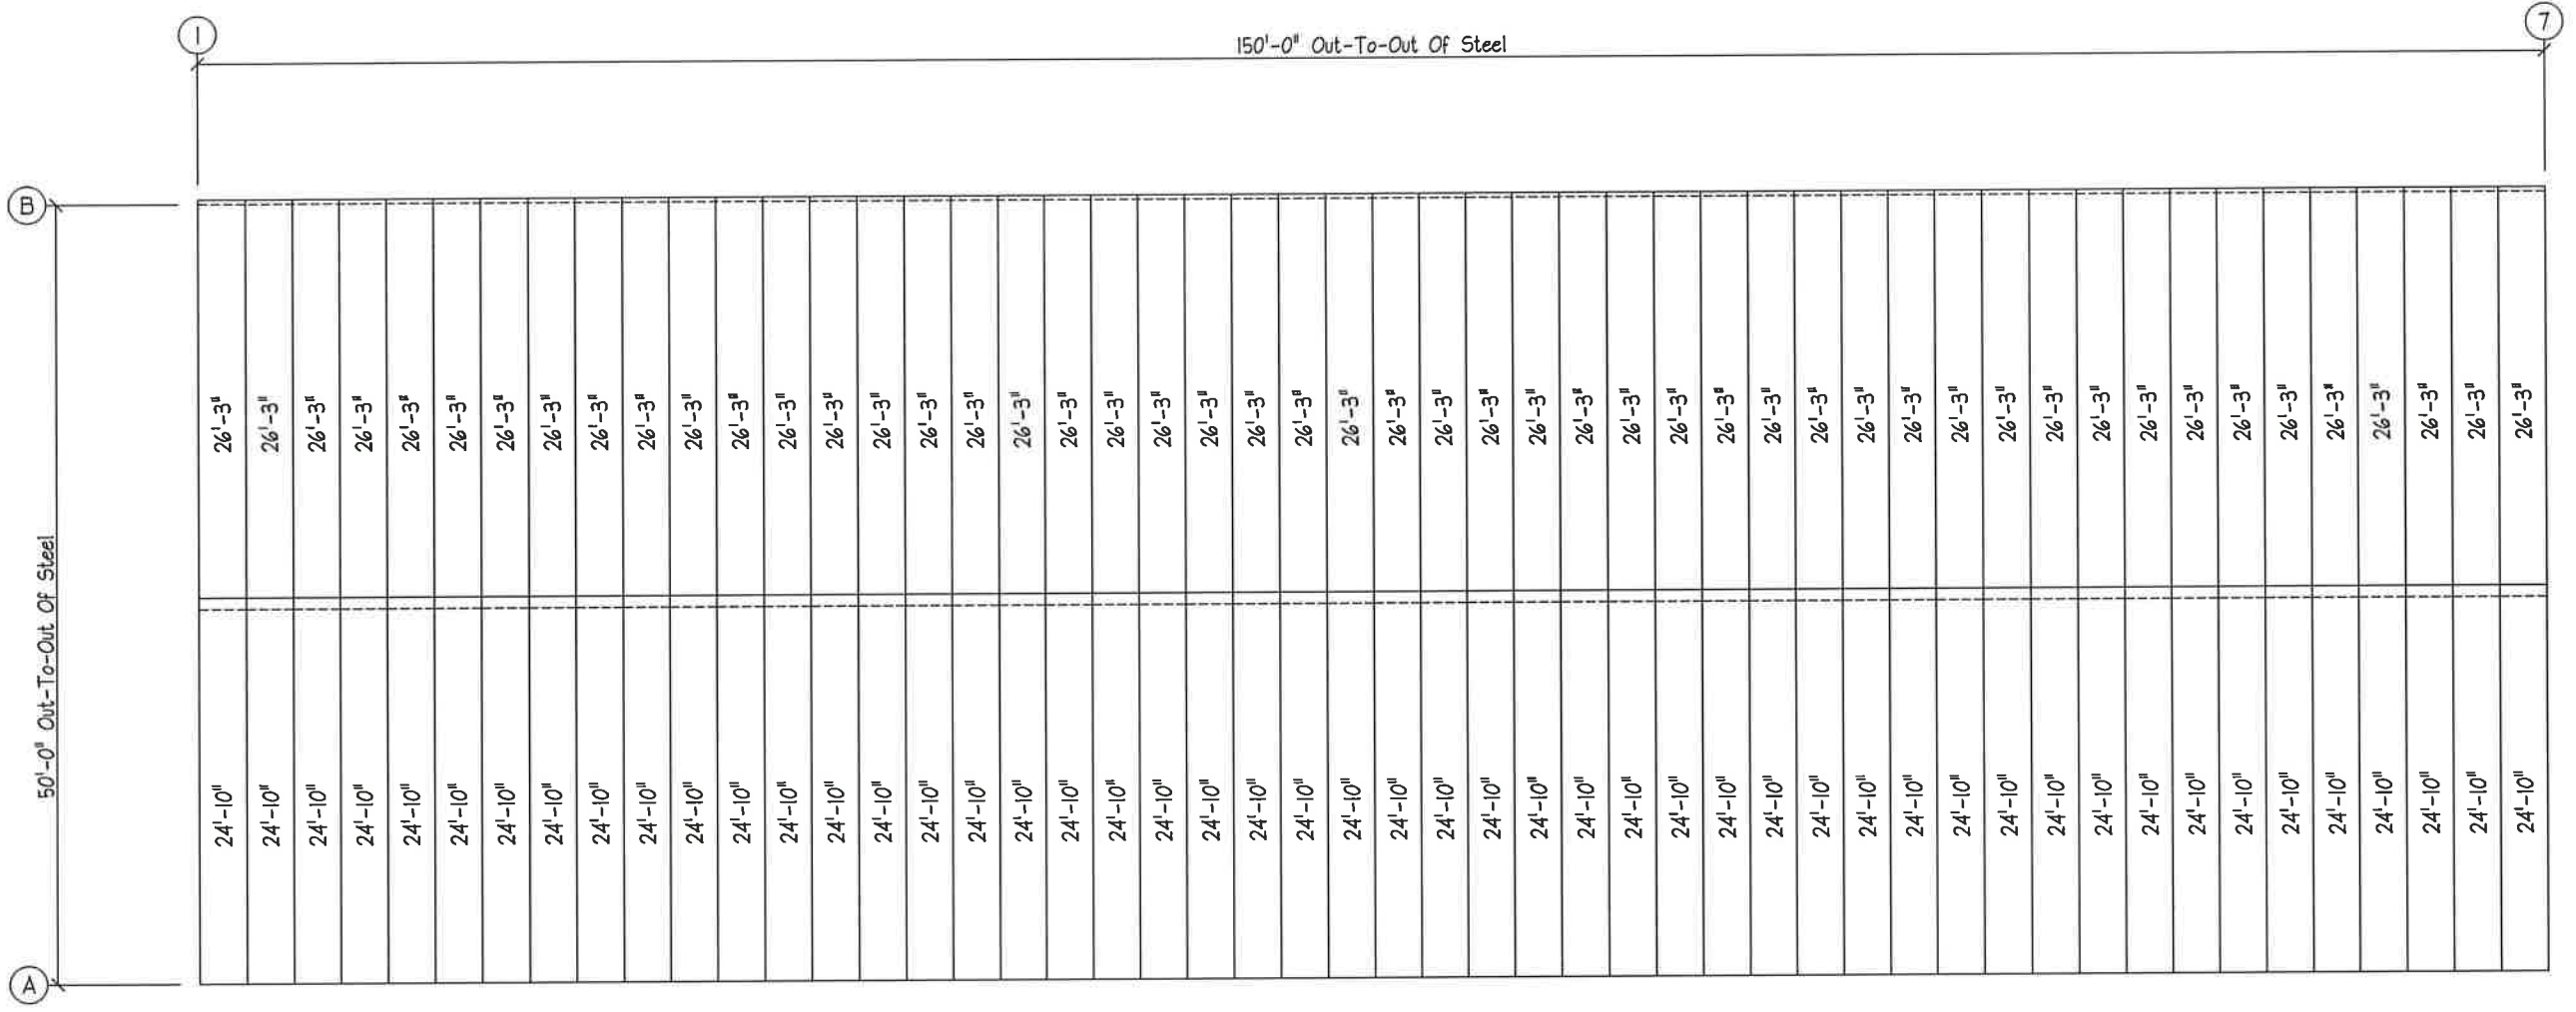 1
7
150'-0" Out-To-Out Of Steel
B
26'-3" 26'-3" 26'-3" 26'-3" 26'-3" 26'-3" 26'-3" 26'-3" 26'-3" 26'-3" 26'-3" 26'-3" 26'-3" 26'-3" 26'-3" 26'-3" 26'-3" 26'-3" 26'-3" 26'-3" 26'-3" 26'-3" 26'-3" 26'-3" 26'-3" 26'-3" 26'-3" 26'-3" 26'-3" 26'-3" 26'-3" 26'-3" 26'-3" 26'-3" 26'-3" 26'-3" 26'-3" 26'-3" 26'-3" 26'-3" 26'-3" 26'-3" 26'-3" 26'-3" 26'-3" 26'-3" 26'-3" 26'-3" 26'-3" 26'-3"
50'-0" Out-To-Out Of Steel
24'-10" 24'-10" 24'-10" 24'-10" 24'-10" 24'-10" 24'-10" 24'-10" 24'-10" 24'-10" 24'-10" 24'-10" 24'-10" 24'-10" 24'-10" 24'-10" 24'-10" 24'-10" 24'-10" 24'-10" 24'-10" 24'-10" 24'-10" 24'-10" 24'-10" 24'-10" 24'-10" 24'-10" 24'-10" 24'-10" 24'-10" 24'-10" 24'-10" 24'-10" 24'-10" 24'-10" 24'-10" 24'-10" 24'-10" 24'-10" 24'-10" 24'-10" 24'-10" 24'-10" 24'-10" 24'-10" 24'-10" 24'-10" 24'-10" 24'-10"
A